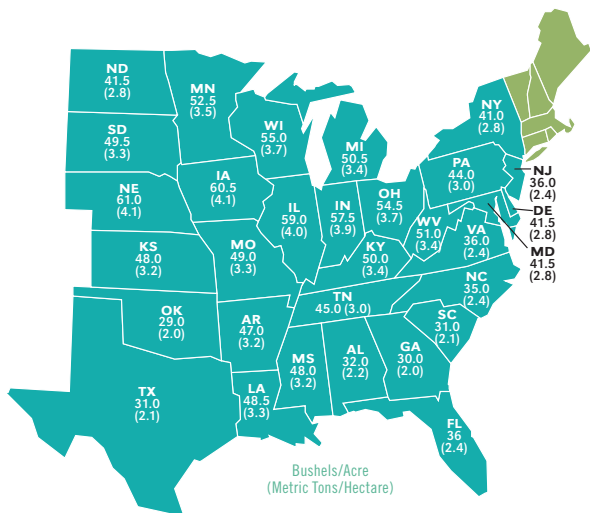 ND
41.5
(2.8)
MN
52.5
(3.5)
SD
49.5
(3.3)
WI
55.0
(3.7)
MI
50.5
(3.4)
NY
41.0
(2.8)
NE
61.0
(4.1)
IA
60.5
(4.1)
IL
59.0
(4.0)
IN
57.5
(3.9)
OH
54.5
(3.7)
PA
44.0
(3.0)
NJ
36.0
(2.4)
DE
41.5
(2.8)
MD
41.5
(2.8)
KS
48.0
(3.2)
MO
49.0
(3.3)
KY
50.0
(3.4)
WV
51.0
(3.4)
VA
36.0
(2.4)
OK
29.0
(2.0)
AR
47.0
(3.2)
TN
45.0 (3.0)
NC
35.0
(2.4)
SC
31.0
(2.1)
TX
31.0
(2.1)
LA
48.5
(3.3)
MS
48.0
(3.2)
AL
32.0
(2.2)
GA
30.0
(2.0)
FL
36
(2.4)
Bushels/Acre
(Metric Tons/Hectare)